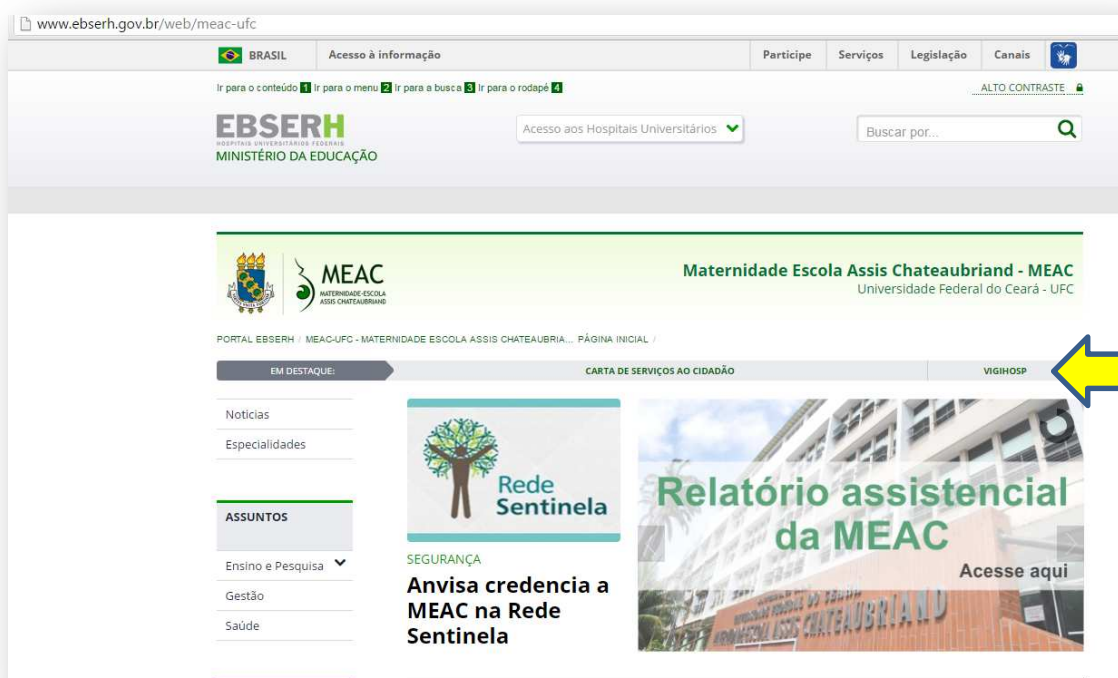 www.ebserh.gov.br/web/meac-ufc
BRASIL Acesso à informação Participe Serviços Legislação Canais
Ir para o conteúdo 1 Ir para o menu 2 Ir para a busca 3 Ir para o rodapé 4 ALTO CONTRASTE
EBSERH Acesso aos Hospitais Universitários Buscar por...
HOSPITAIS UNIVERSITÁRIOS FEDERAIS
MINISTÉRIO DA EDUCAÇÃO
MEAC
MATERNIDADE-ESCOLA
ASSIS CHATEAUBRIAND
Maternidade Escola Assis Chateaubriand - MEAC
Universidade Federal do Ceará - UFC
PORTAL EBSERH / MEAC-UFC - MATERNIDADE ESCOLA ASSIS CHATEAUBRIA... PÁGINA INICIAL /
EM DESTAQUE: CARTA DE SERVIÇOS AO CIDADÃO VIGIHOSP
Noticias
Especialidades
ASSUNTOS
Ensino e Pesquisa
Gestão
Saúde
Rede
Sentinela
SEGURANÇA
Anvisa credencia a
MEAC na Rede
Sentinela
Relatório assistencial
da MEAC
Acesse aqui
ASSIS CHATEAUBRIAND